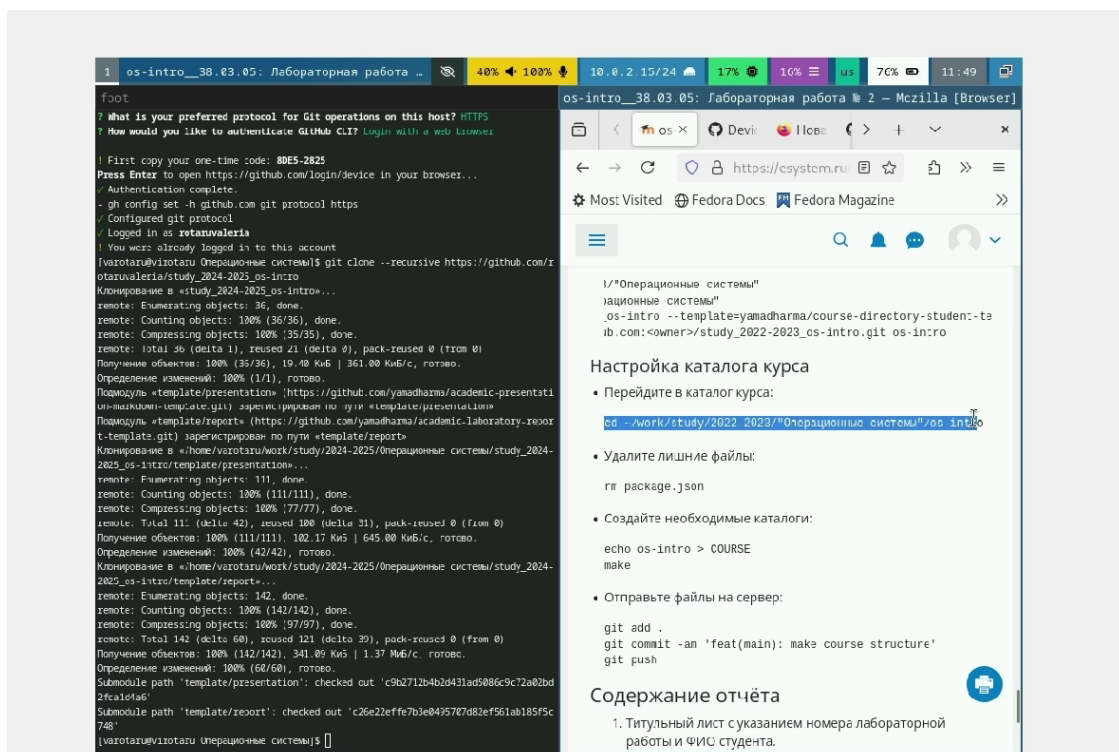 1 os-intro__38.03.05: Лабораторная работа … 40% 100% 10.0.2.15/24 17% 16% us 76% 11:49
foot
? What is your preferred protocol for Git operations on this host? HTTPS
? How would you like to authenticate GitHub CLI? Login with a web browser
! First copy your one-time code: 8DE5-2825
Press Enter to open https://github.com/login/device in your browser...
✓ Authentication complete.
- gh config set -h github.com git protocol https
✓ Configured git protocol
✓ Logged in as rotaruvaleria
! You were already logged in to this account
[varotaru@virotaru Операционные системы]$ git clone --recursive https://github.com/r
otaruvaleria/study_2024-2025_os-intro
Клонирование в «study_2024-2025_os-intro»...
remote: Enumerating objects: 36, done.
remote: Counting objects: 100% (36/36), done.
remote: Compressing objects: 100% (35/35), done.
remote: Total 36 (delta 1), reused 21 (delta 0), pack-reused 0 (from 0)
Получение объектов: 100% (36/36), 19.40 КиБ | 361.00 КиБ/с, готово.
Определение изменений: 100% (1/1), готово.
Подмодуль «template/presentation» (https://github.com/yamadharma/academic-presentati
on-markdown-template.git) зарегистрирован по пути «template/presentation»
Подмодуль «template/report» (https://github.com/yamadharma/academic-laboratory-repor
t-template.git) зарегистрирован по пути «template/report»
Клонирование в «/home/varotaru/work/study/2024-2025/Операционные системы/study_2024-
2025_os-intro/template/presentation»...
remote: Enumerating objects: 111, done.
remote: Counting objects: 100% (111/111), done.
remote: Compressing objects: 100% (77/77), done.
remote: Total 111 (delta 42), reused 100 (delta 31), pack-reused 0 (from 0)
Получение объектов: 100% (111/111), 102.17 КиБ | 645.00 КиБ/с, готово.
Определение изменений: 100% (42/42), готово.
Клонирование в «/home/varotaru/work/study/2024-2025/Операционные системы/study_2024-
2025_os-intro/template/report»...
remote: Enumerating objects: 142, done.
remote: Counting objects: 100% (142/142), done.
remote: Compressing objects: 100% (97/97), done.
remote: Total 142 (delta 60), reused 121 (delta 39), pack-reused 0 (from 0)
Получение объектов: 100% (142/142), 341.09 КиБ | 1.37 МиБ/с, готово.
Определение изменений: 100% (60/60), готово.
Submodule path 'template/presentation': checked out 'c9b2712b4b2d431ad5086c9c72a02bd
2fca1d4a6'
Submodule path 'template/report': checked out 'c26e22effe7b3e0495707d82ef561ab185f5c
748'
[varotaru@virotaru Операционные системы]$
os-intro__38.03.05: Лабораторная работа № 2 — Mozilla [Browser]
os Devic Нова
https://esystem.ru
Most Visited Fedora Docs Fedora Magazine
3/"Операционные системы"
рационные системы"
_os-intro --template=yamadharma/course-directory-student-te
ub.com:<owner>/study_2022-2023_os-intro.git os-intro
Настройка каталога курса
• Перейдите в каталог курса:
cd ~/work/study/2022-2023/"Операционные системы"/os-intro
• Удалите лишние файлы:
rm package.json
• Создайте необходимые каталоги:
echo os-intro > COURSE
make
• Отправьте файлы на сервер:
git add .
git commit -am 'feat(main): make course structure'
git push
Содержание отчёта
1. Титульный лист с указанием номера лабораторной
работы и ФИО студента.